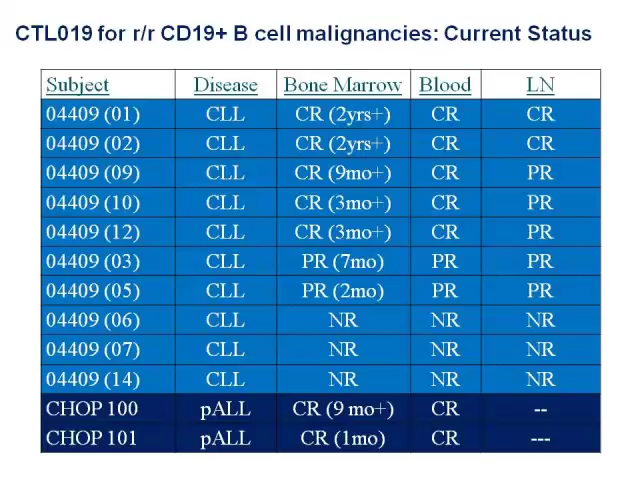 CTL019 for r/r CD19+ B cell malignancies: Current Status
Subject Disease Bone Marrow Blood LN
04409 (01) CLL CR (2yrs+) CR CR
04409 (02) CLL CR (2yrs+) CR CR
04409 (09) CLL CR (9mo+) CR PR
04409 (10) CLL CR (3mo+) CR PR
04409 (12) CLL CR (3mo+) CR PR
04409 (03) CLL PR (7mo) PR PR
04409 (05) CLL PR (2mo) PR PR
04409 (06) CLL NR NR NR
04409 (07) CLL NR NR NR
04409 (14) CLL NR NR NR
CHOP 100 pALL CR (9 mo+) CR --
CHOP 101 pALL CR (1mo) CR ---